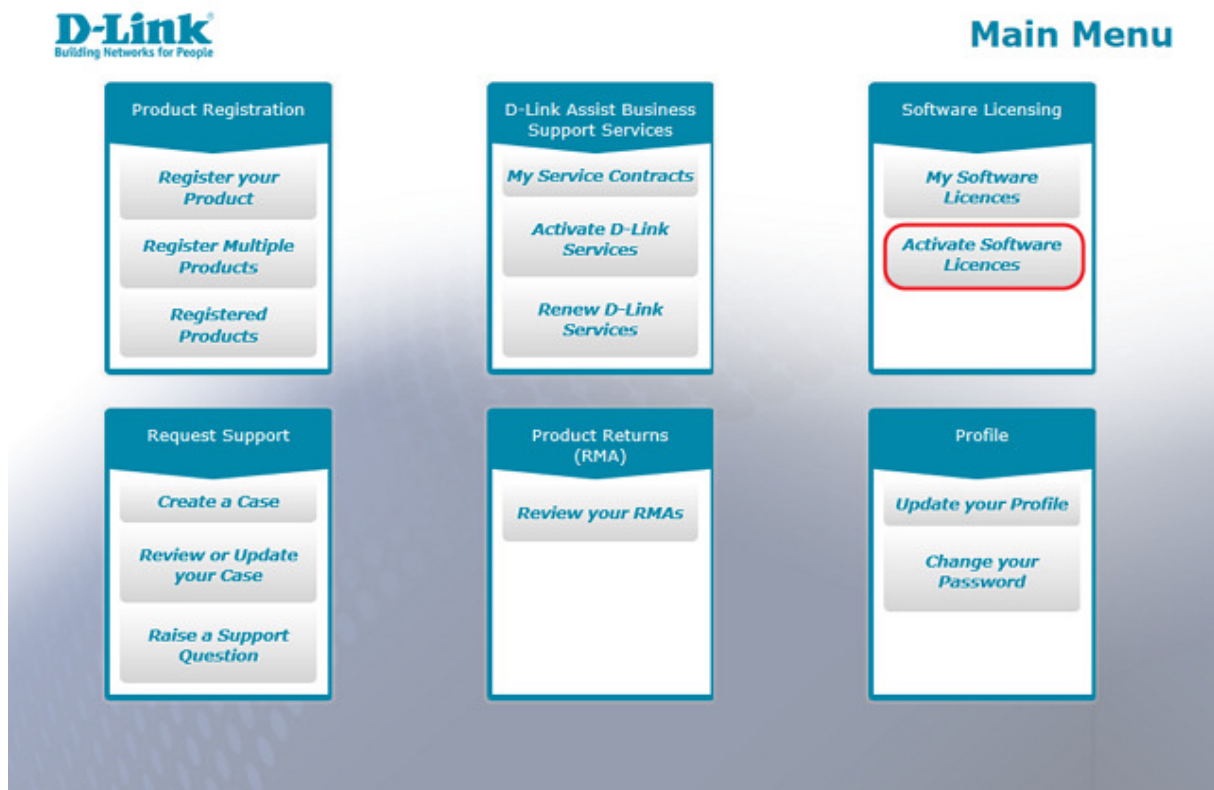 D-Link
Building Networks for People
Main Menu
Product Registration
Register your
Product
Register Multiple
Products
Registered
Products
D-Link Assist Business
Support Services
My Service Contracts
Activate D-Link
Services
Renew D-Link
Services
Software Licensing
My Software
Licences
Activate Software
Licences
Request Support
Create a Case
Review or Update
your Case
Raise a Support
Question
Product Returns
(RMA)
Review your RMAs
Profile
Update your Profile
Change your
Password